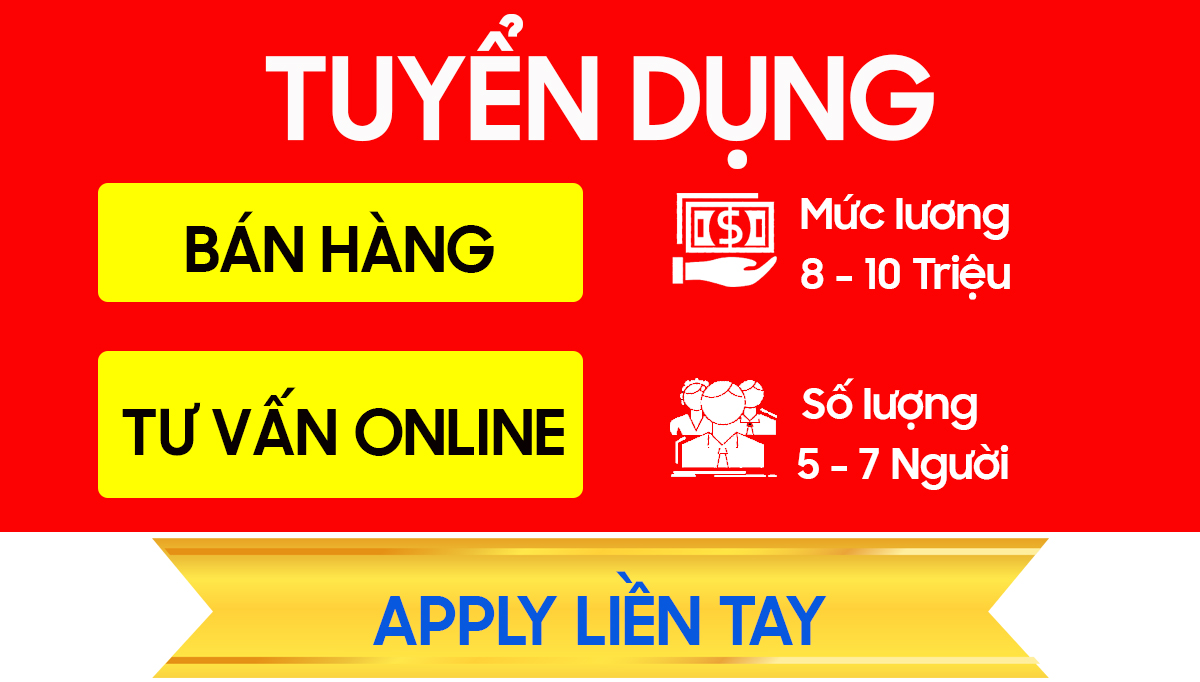 TUYỂN DỤNG
BÁN HÀNG
Mức lương
8 - 10 Triệu
TƯ VẤN ONLINE
Số lượng
5 - 7 Người
APPLY LIỀN TAY